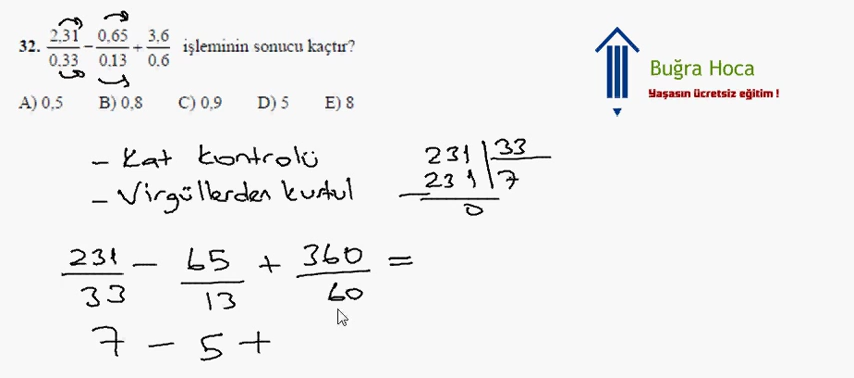 32. 2,31/0.33 − 0,65/0.13 + 3,6/0.6 işleminin sonucu kaçtır?
A) 0,5 B) 0,8 C) 0,9 D) 5 E) 8
Buğra Hoca
Yaşasın ücretsiz eğitim !
– Kat kontrolü
– Virgüllerden kurtul
231 | 33
231 | 7
0
231/33 − 65/13 + 360/60 =
7 − 5 +